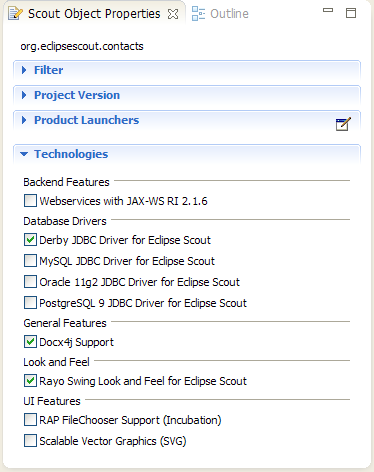 Scout Object Properties
Outline
org.eclipsescout.contacts
Filter
Project Version
Product Launchers
Technologies
Backend Features
Webservices with JAX-WS RI 2.1.6
Database Drivers
Derby JDBC Driver for Eclipse Scout
MySQL JDBC Driver for Eclipse Scout
Oracle 11g2 JDBC Driver for Eclipse Scout
PostgreSQL 9 JDBC Driver for Eclipse Scout
General Features
Docx4j Support
Look and Feel
Rayo Swing Look and Feel for Eclipse Scout
UI Features
RAP FileChooser Support (Incubation)
Scalable Vector Graphics (SVG)